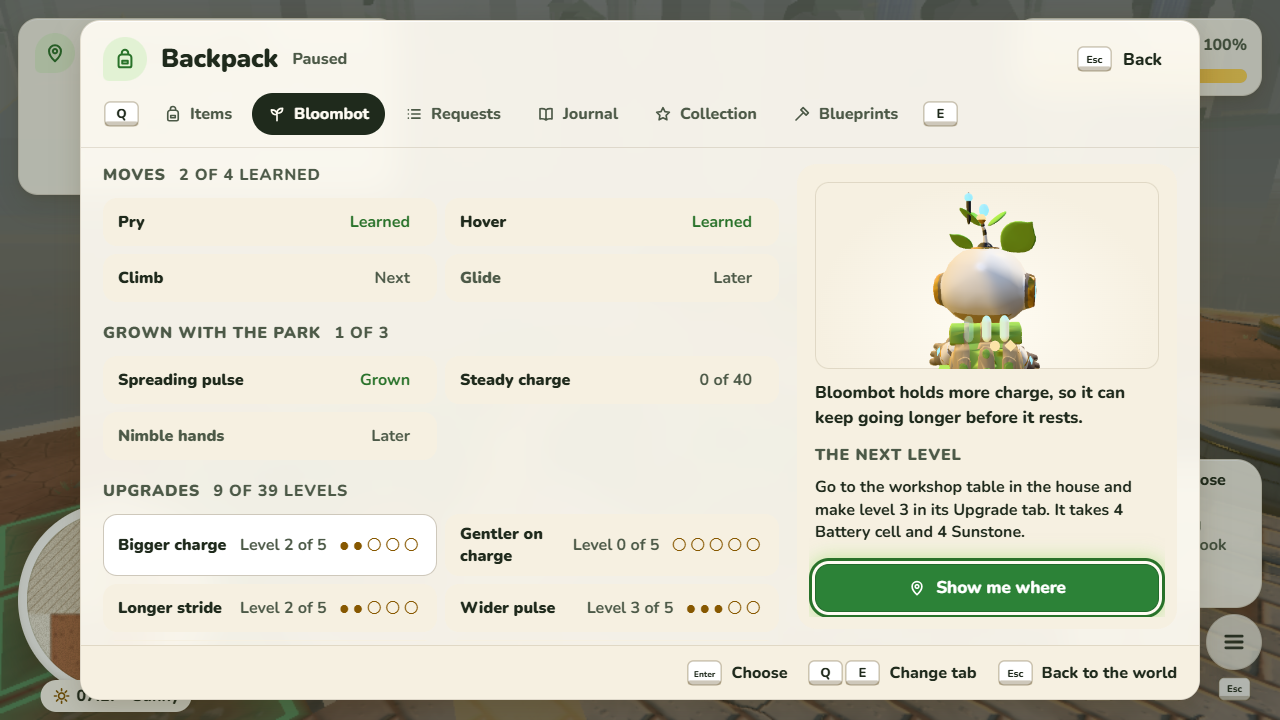 Backpack Paused
Esc Back
100%
Q Items Bloombot Requests Journal Collection Blueprints E
MOVES 2 OF 4 LEARNED
Pry Learned
Hover Learned
Climb Next
Glide Later
GROWN WITH THE PARK 1 OF 3
Spreading pulse Grown
Steady charge 0 of 40
Nimble hands Later
UPGRADES 9 OF 39 LEVELS
Bigger charge Level 2 of 5
Gentler on
charge Level 0 of 5
Longer stride Level 2 of 5
Wider pulse Level 3 of 5
Bloombot holds more charge, so it can
keep going longer before it rests.
THE NEXT LEVEL
Go to the workshop table in the house and
make level 3 in its Upgrade tab. It takes 4
Battery cell and 4 Sunstone.
Show me where
Enter Choose Q E Change tab Esc Back to the world
Esc